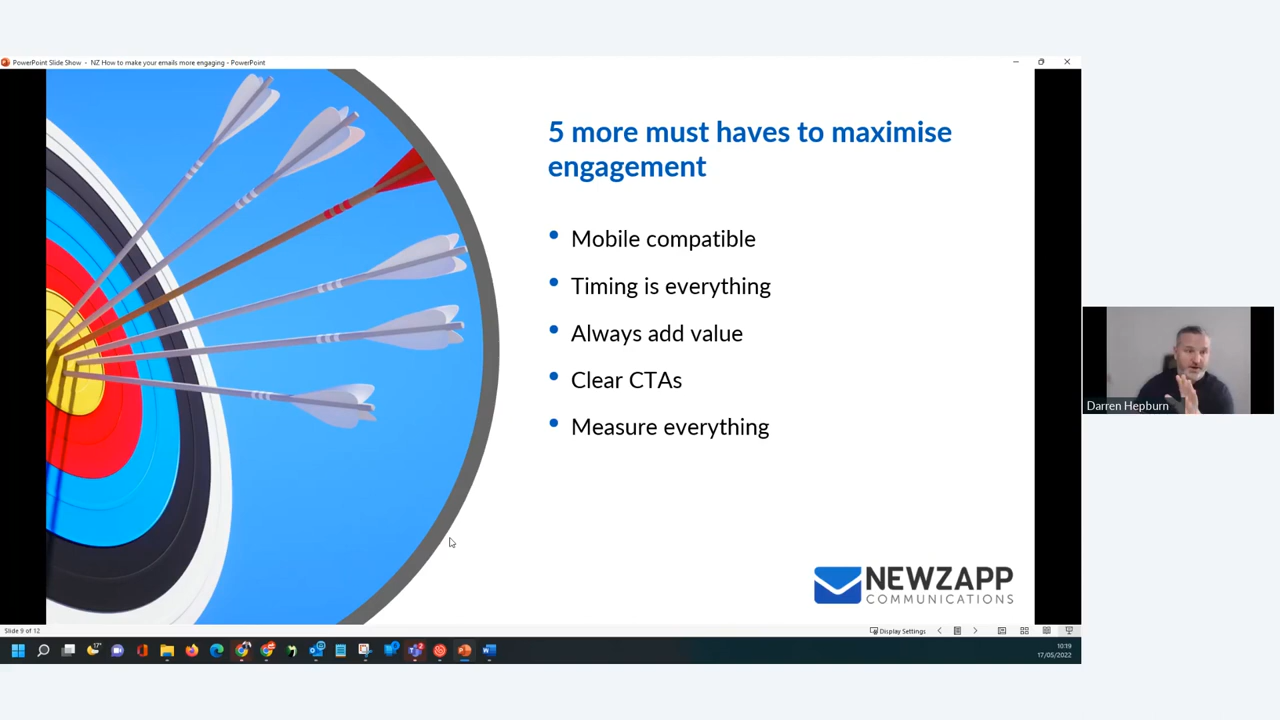 PowerPoint Slide Show - NZ How to make your emails more engaging - PowerPoint
5 more must haves to maximise
engagement
• Mobile compatible
• Timing is everything
• Always add value
• Clear CTAs
• Measure everything
Darren Hepburn
NEWZAPP
COMMUNICATIONS
Slide 9 of 12
Display Settings
10:19
17/05/2022